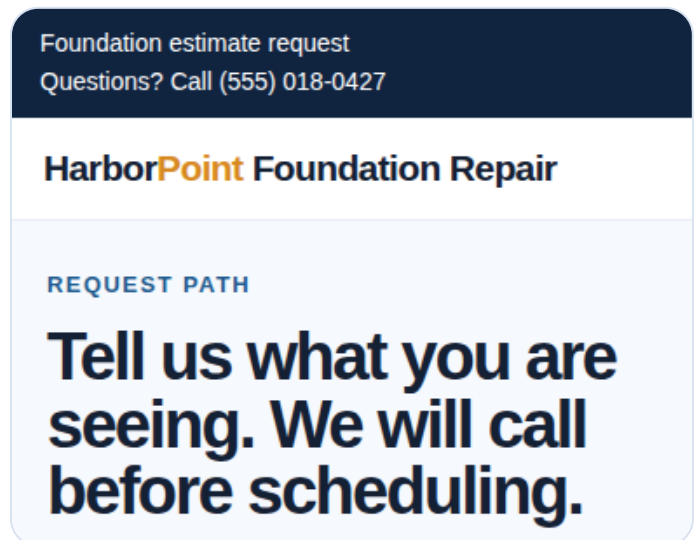 Foundation estimate request
Questions? Call (555) 018-0427
HarborPoint Foundation Repair
REQUEST PATH
Tell us what you are
seeing. We will call
before scheduling.